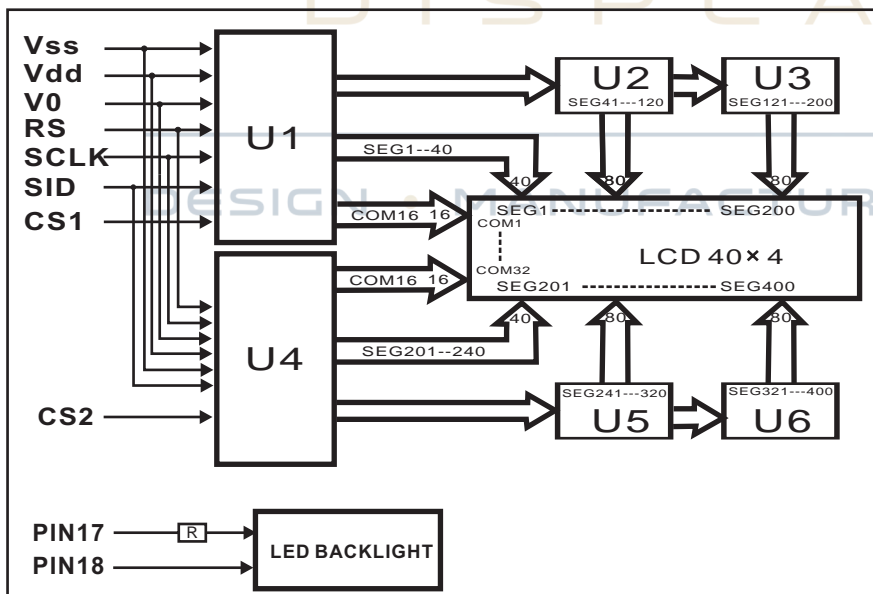 DISPLA
Vss
Vdd
V0
RS
SCLK
SID
CS1
U1
U2
SEG41---120
U3
SEG121---200
SEG1--40
40
80
80
DESIGN • MANUFACTUR
COM16 16
SEG1 ---------------- SEG200
COM1
LCD 40×4
COM32
COM16 16
SEG201 ---------------- SEG400
40
80
80
U4
SEG201--240
CS2
SEG241---320
U5
SEG321---400
U6
PIN17
R
LED BACKLIGHT
PIN18